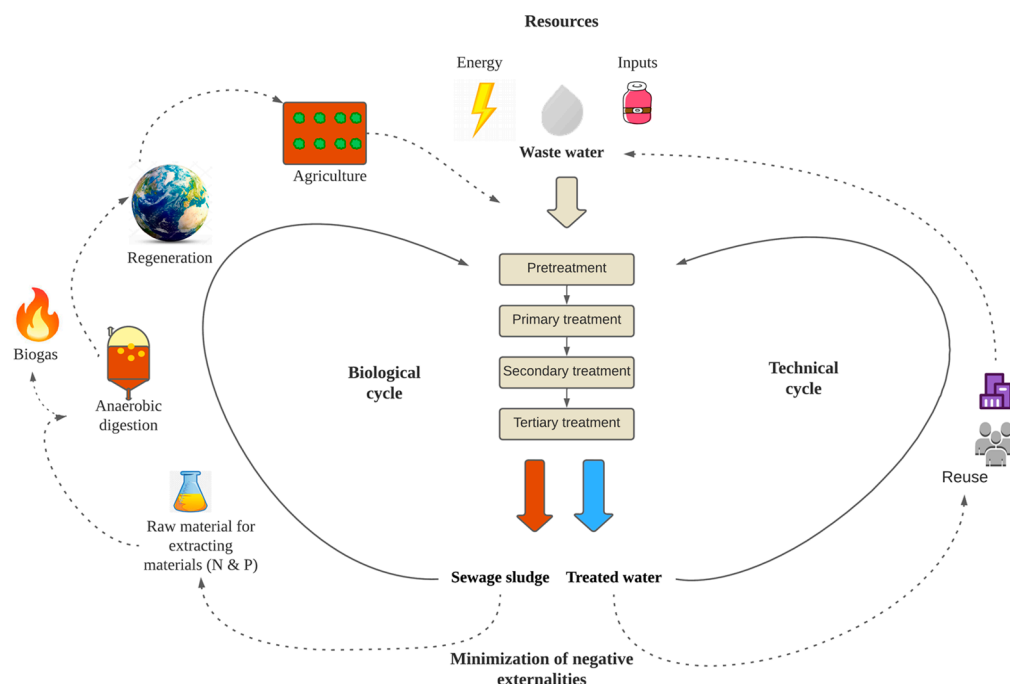 Resources
Energy
Inputs
Waste water
Agriculture
Regeneration
Pretreatment
Primary treatment
Biogas
Secondary treatment
Biological
cycle
Technical
cycle
Anaerobic
digestion
Tertiary treatment
Reuse
Raw material for
extracting
materials (N & P)
Sewage sludge
Treated water
Minimization of negative
externalities